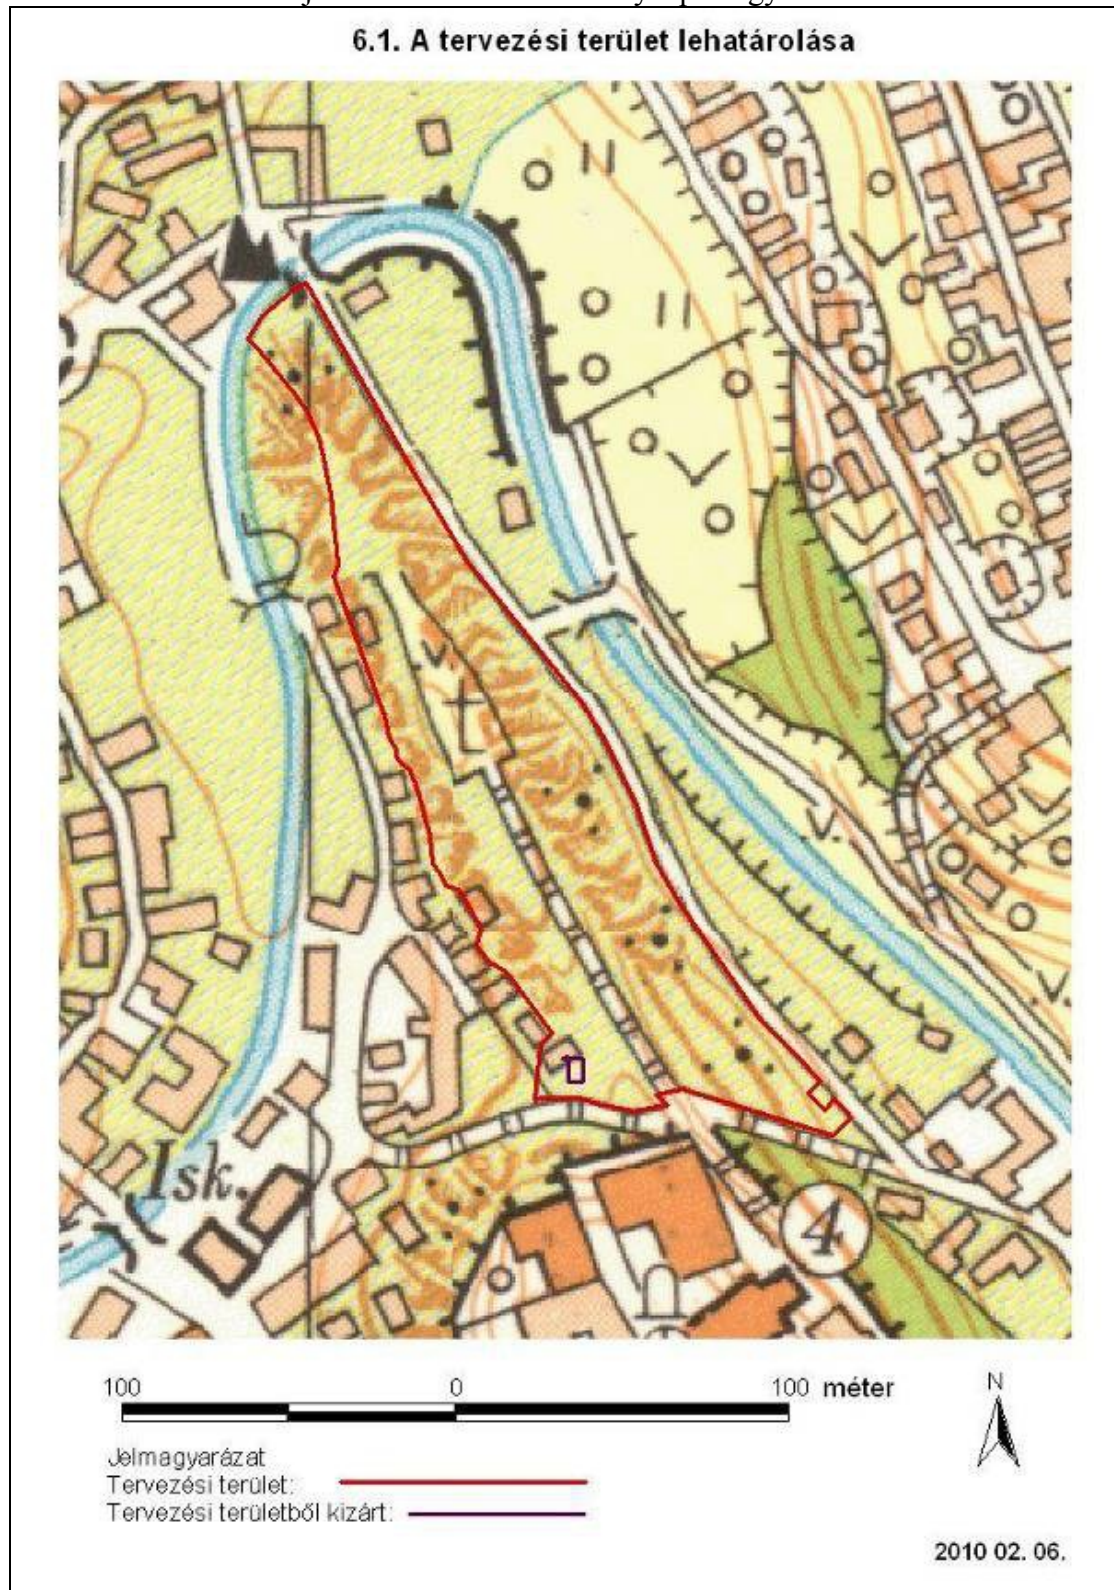 6.1. A tervezési terület lehatárolása
Isk.
4
100 0 100 méter
N
Jelmagyarázat
Tervezési terület:
Tervezési területből kizárt:
2010 02. 06.